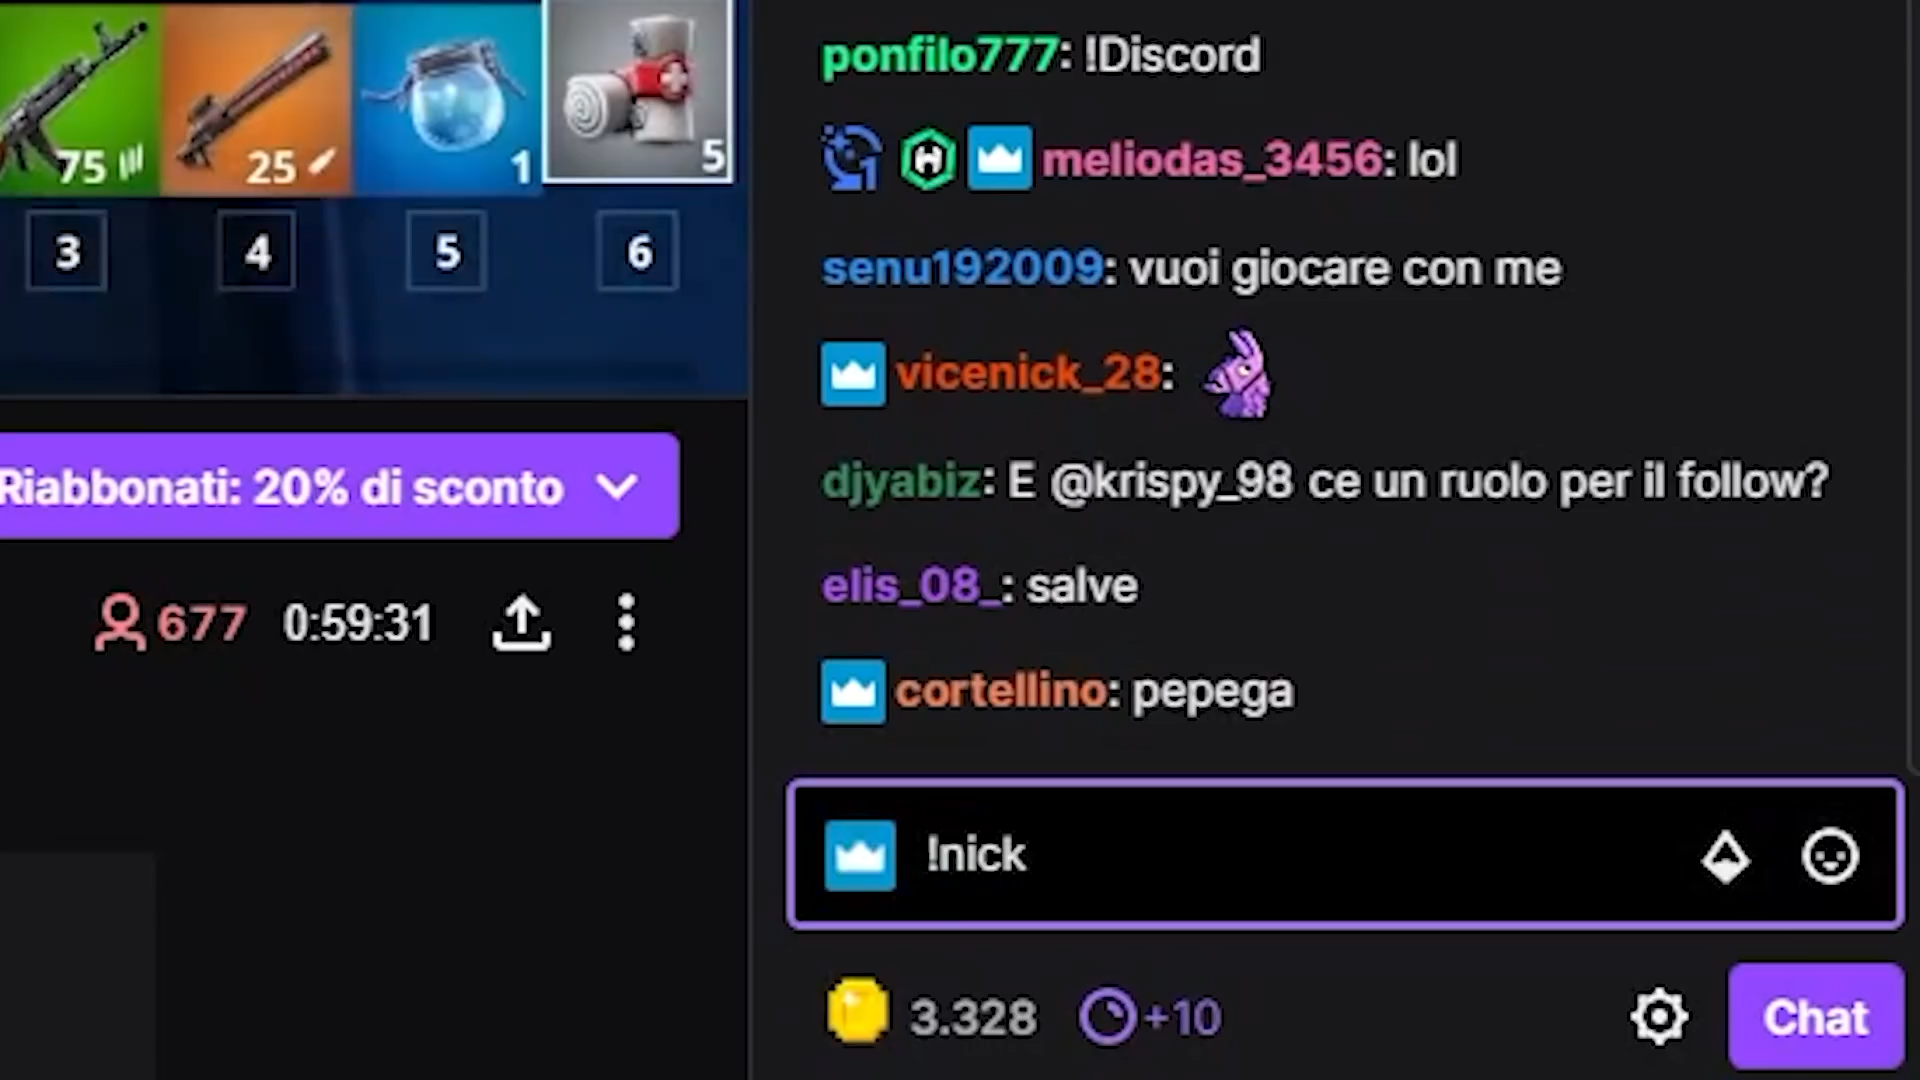 75
25
1
5
3
4
5
6
Riabbonati: 20% di sconto
677 0:59:31
ponfilo777: !Discord
meliodas_3456: lol
senu192009: vuoi giocare con me
vicenick_28:
djyabiz: E @krispy_98 ce un ruolo per il follow?
elis_08_: salve
cortellino: pepega
!nick
3.328 +10
Chat